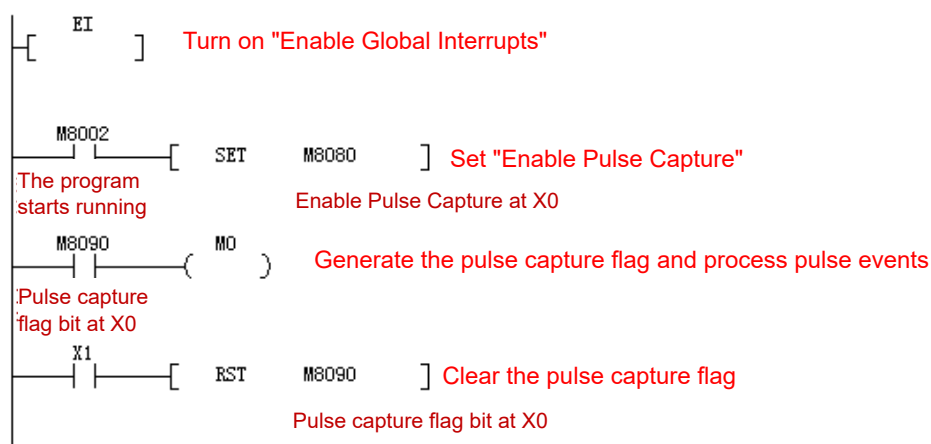 EI
[ ] Turn on "Enable Global Interrupts"
M8002
[ SET M8080 ] Set "Enable Pulse Capture"
The program
starts running
Enable Pulse Capture at X0
M8090
( M0 ) Generate the pulse capture flag and process pulse events
Pulse capture
flag bit at X0
X1
[ RST M8090 ] Clear the pulse capture flag
Pulse capture flag bit at X0